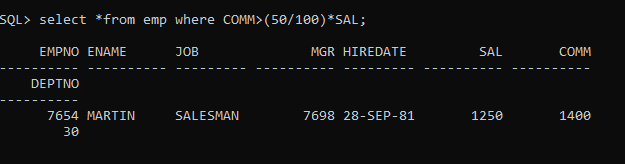 SQL> select *from emp where COMM>(50/100)*SAL;
     EMPNO ENAME      JOB              MGR HIREDATE         SAL       COMM
---------- ---------- --------- ---------- --------- ---------- ----------
    DEPTNO
----------
      7654 MARTIN     SALESMAN        7698 28-SEP-81       1250       1400
        30